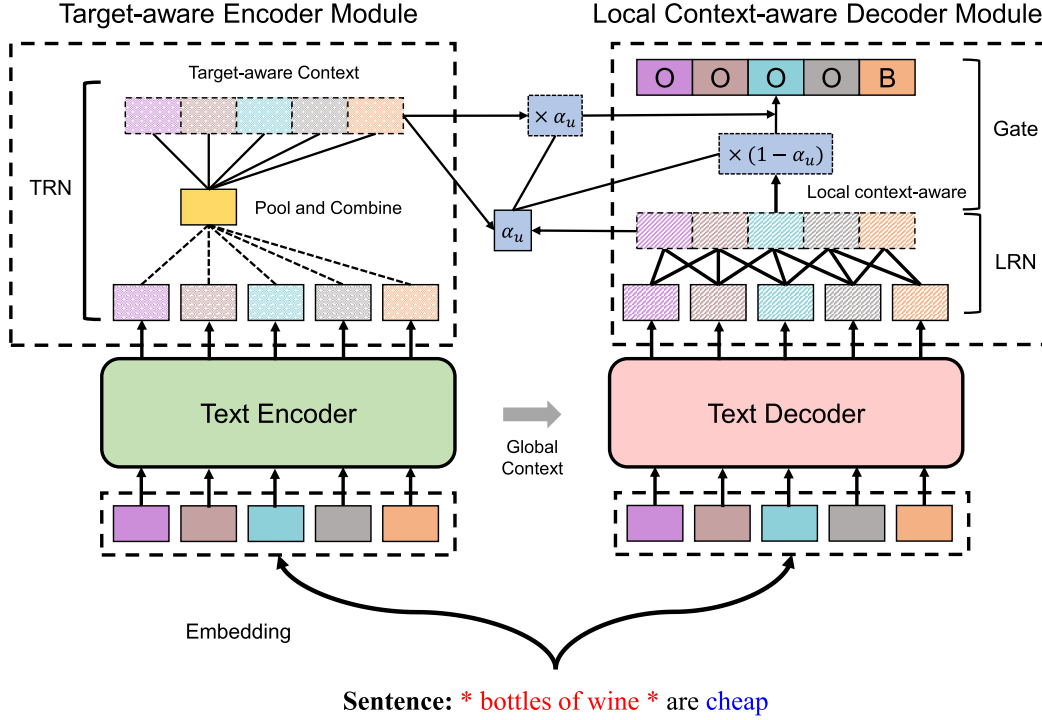 Target-aware Encoder Module
Local Context-aware Decoder Module
Target-aware Context
TRN
Pool and Combine
× α_u
α_u
O O O O B
× (1 − α_u)
Local context-aware
Gate
LRN
Text Encoder
Global
Context
Text Decoder
Embedding
Sentence: * bottles of wine * are cheap